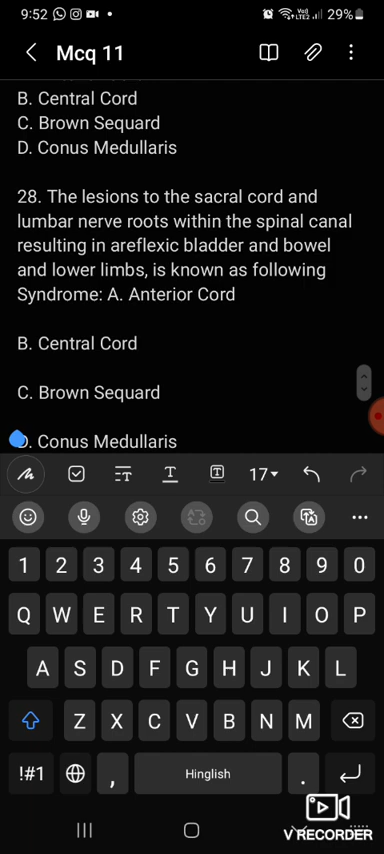 9:52
Vo)) LTE2 29%
Mcq 11
B. Central Cord
C. Brown Sequard
D. Conus Medullaris
28. The lesions to the sacral cord and
lumbar nerve roots within the spinal canal
resulting in areflexic bladder and bowel
and lower limbs, is known as following
Syndrome: A. Anterior Cord
B. Central Cord
C. Brown Sequard
D. Conus Medullaris
T T 17
1 2 3 4 5 6 7 8 9 0
Q W E R T Y U I O P
A S D F G H J K L
Z X C V B N M
!#1 , Hinglish .
V RECORDER